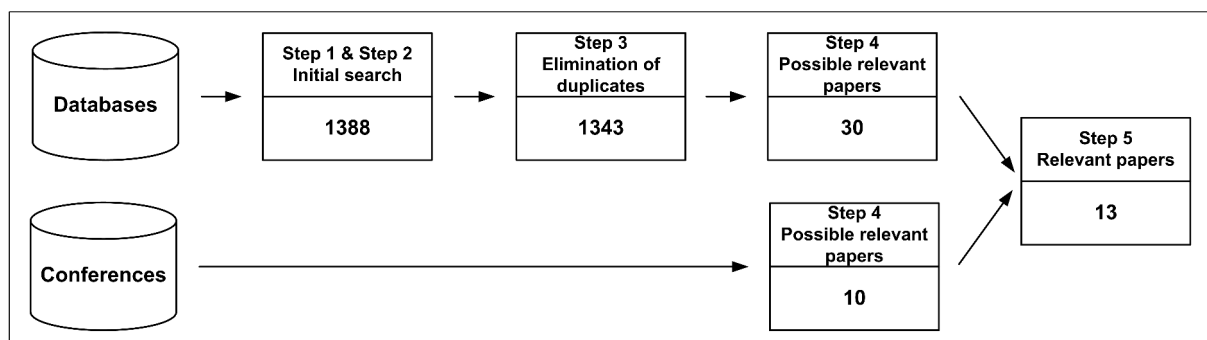 Databases
Step 1 & Step 2
Initial search
1388
Step 3
Elimination of
duplicates
1343
Step 4
Possible relevant
papers
30
Step 5
Relevant papers
13
Conferences
Step 4
Possible relevant
papers
10